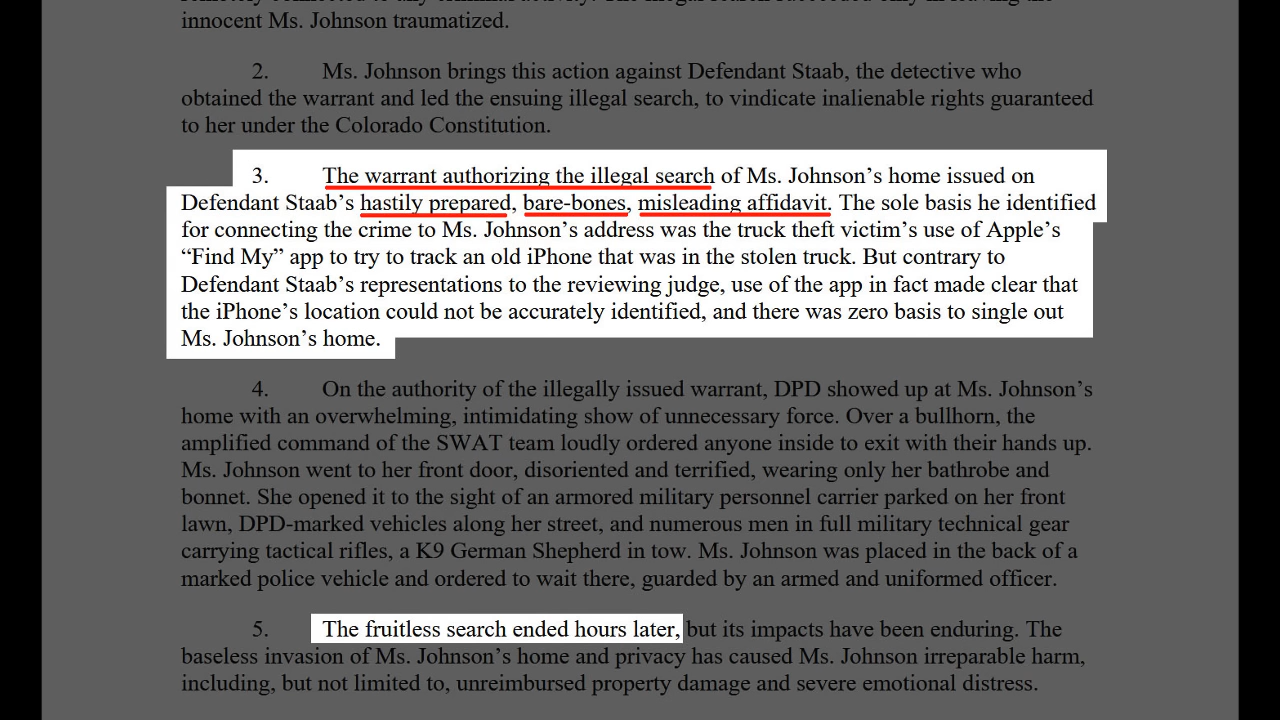 innocent Ms. Johnson traumatized.
2. Ms. Johnson brings this action against Defendant Staab, the detective who
obtained the warrant and led the ensuing illegal search, to vindicate inalienable rights guaranteed
to her under the Colorado Constitution.
3. The warrant authorizing the illegal search of Ms. Johnson’s home issued on
Defendant Staab’s hastily prepared, bare-bones, misleading affidavit. The sole basis he identified
for connecting the crime to Ms. Johnson’s address was the truck theft victim’s use of Apple’s
“Find My” app to try to track an old iPhone that was in the stolen truck. But contrary to
Defendant Staab’s representations to the reviewing judge, use of the app in fact made clear that
the iPhone’s location could not be accurately identified, and there was zero basis to single out
Ms. Johnson’s home.
4. On the authority of the illegally issued warrant, DPD showed up at Ms. Johnson’s
home with an overwhelming, intimidating show of unnecessary force. Over a bullhorn, the
amplified command of the SWAT team loudly ordered anyone inside to exit with their hands up.
Ms. Johnson went to her front door, disoriented and terrified, wearing only her bathrobe and
bonnet. She opened it to the sight of an armored military personnel carrier parked on her front
lawn, DPD-marked vehicles along her street, and numerous men in full military technical gear
carrying tactical rifles, a K9 German Shepherd in tow. Ms. Johnson was placed in the back of a
marked police vehicle and ordered to wait there, guarded by an armed and uniformed officer.
5. The fruitless search ended hours later, but its impacts have been enduring. The
baseless invasion of Ms. Johnson’s home and privacy has caused Ms. Johnson irreparable harm,
including, but not limited to, unreimbursed property damage and severe emotional distress.